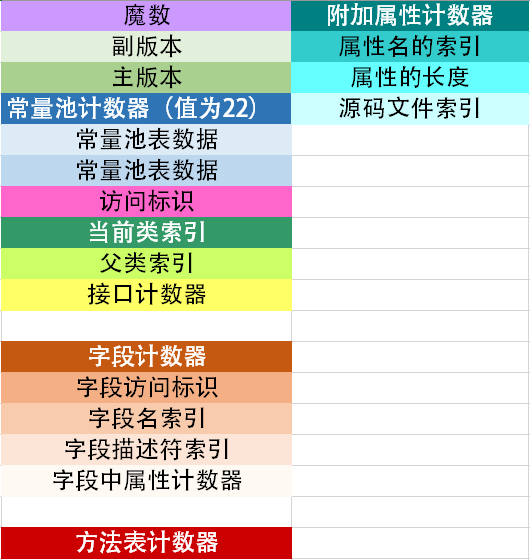 魔数
副版本
主版本
常量池计数器（值为22）
常量池表数据
常量池表数据
访问标识
当前类索引
父类索引
接口计数器
字段计数器
字段访问标识
字段名索引
字段描述符索引
字段中属性计数器
方法表计数器
附加属性计数器
属性名的索引
属性的长度
源码文件索引